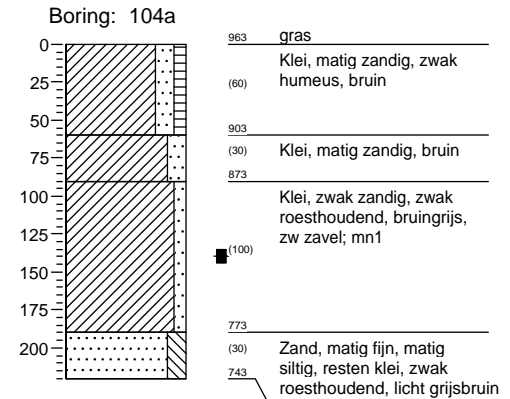 Boring: 104a
0
963
gras
Klei, matig zandig, zwak
25
(60)
humeus, bruin
50
903
75
(30)
Klei, matig zandig, bruin
873
100
Klei, zwak zandig, zwak
roesthoudend, bruingrijs,
125
zw zavel; mn1
(100)
150
175
773
200
(30)
Zand, matig fijn, matig
siltig, resten klei, zwak
743
roesthoudend, licht grijsbruin